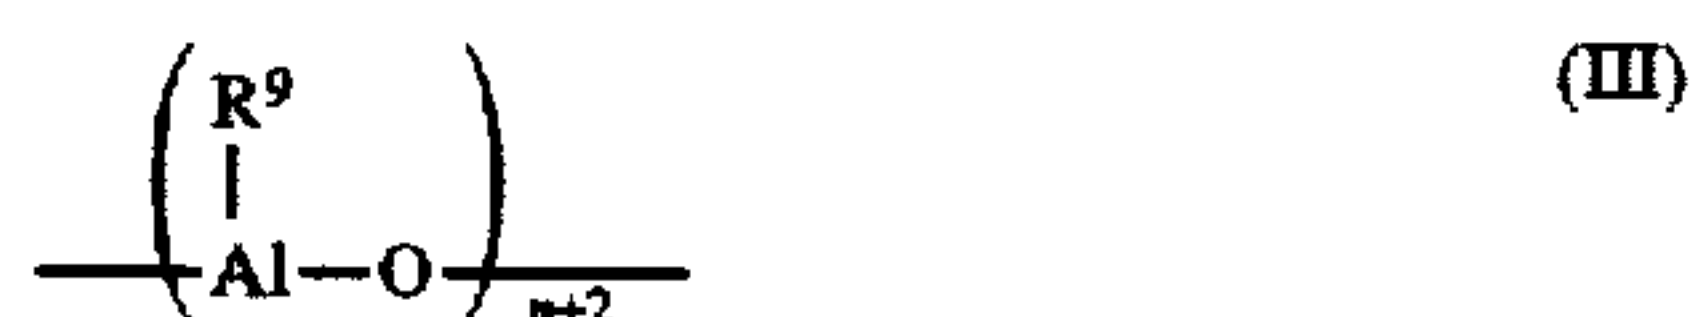 (III)
R⁹
Al—O
n+2